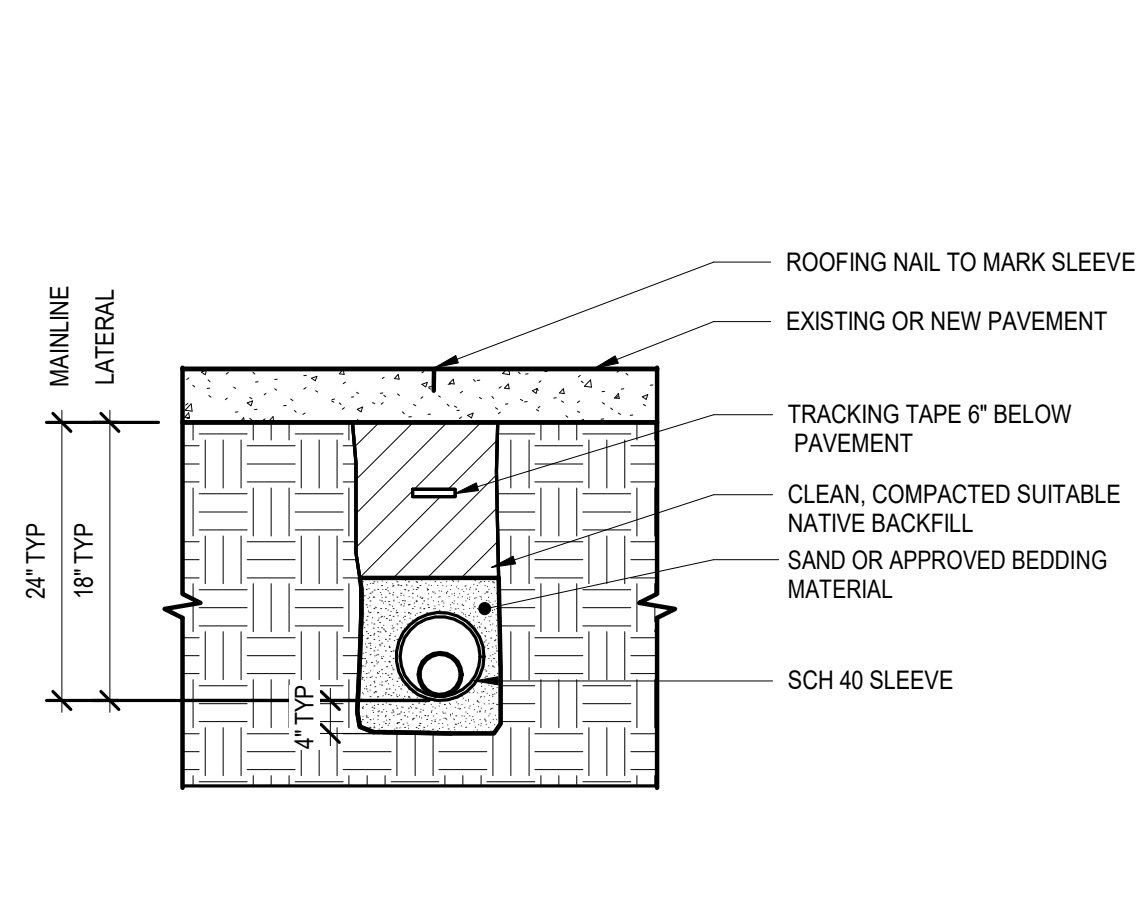 ROOFING NAIL TO MARK SLEEVE
EXISTING OR NEW PAVEMENT
MAINLINE
LATERAL
TRACKING TAPE 6" BELOW
PAVEMENT
CLEAN, COMPACTED SUITABLE
NATIVE BACKFILL
24" TYP
18" TYP
SAND OR APPROVED BEDDING
MATERIAL
SCH 40 SLEEVE
4" TYP